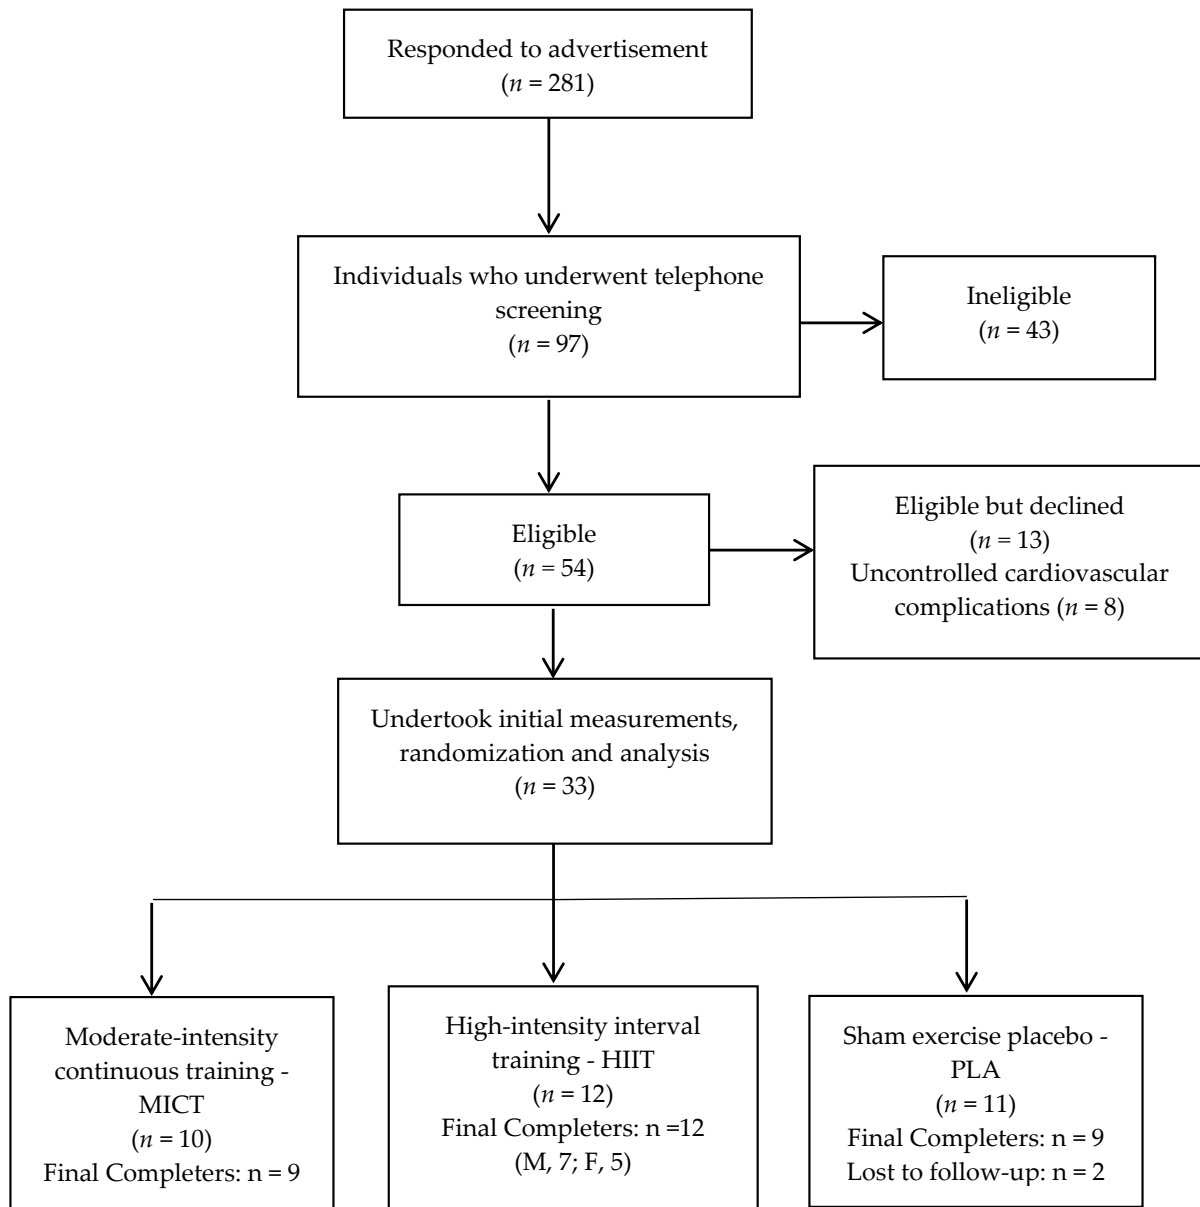 Responded to advertisement
(n = 281)
Individuals who underwent telephone
screening
(n = 97)
Ineligible
(n = 43)
Eligible
(n = 54)
Eligible but declined
(n = 13)
Uncontrolled cardiovascular
complications (n = 8)
Undertook initial measurements,
randomization and analysis
(n = 33)
Moderate-intensity
continuous training -
MICT
(n = 10)
Final Completers: n = 9
High-intensity interval
training - HIIT
(n = 12)
Final Completers: n =12
(M, 7; F, 5)
Sham exercise placebo -
PLA
(n = 11)
Final Completers: n = 9
Lost to follow-up: n = 2